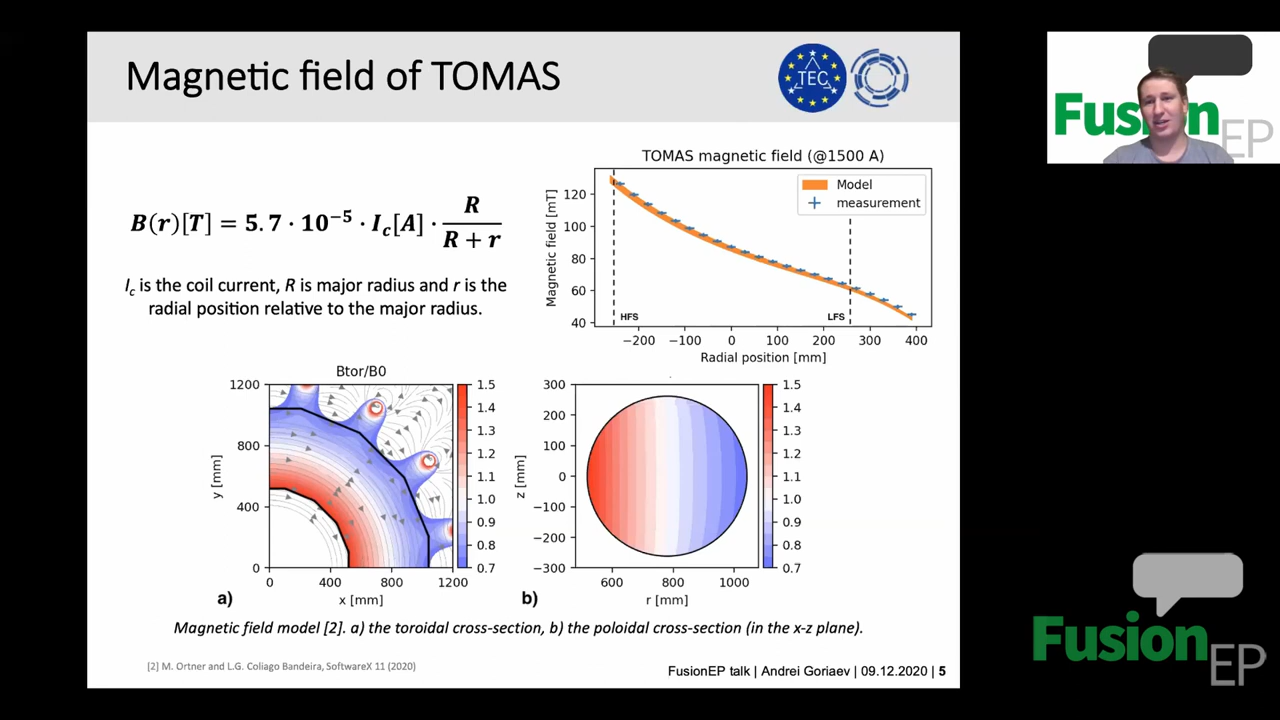 Magnetic field of TOMAS
TEC
B(r)[T] = 5.7 · 10⁻⁵ · I_c[A] · R / (R + r)
I_c is the coil current, R is major radius and r is the
radial position relative to the major radius.
TOMAS magnetic field (@1500 A)
Model
measurement
Magnetic field [mT]
120
100
80
60
40
HFS
LFS
−200 −100 0 100 200 300 400
Radial position [mm]
Btor/B0
1200
800
400
0
y [mm]
0 400 800 1200
x [mm]
1.5
1.4
1.3
1.2
1.1
1.0
0.9
0.8
0.7
a)
300
200
100
0
−100
−200
−300
z [mm]
600 800 1000
r [mm]
1.5
1.4
1.3
1.2
1.1
1.0
0.9
0.8
0.7
b)
Magnetic field model [2]. a) the toroidal cross-section, b) the poloidal cross-section (in the x-z plane).
[2] M. Ortner and L.G. Coliago Bandeira, SoftwareX 11 (2020)
FusionEP talk | Andrei Goriaev | 09.12.2020 | 5
Fusion
EP
Fusion
EP